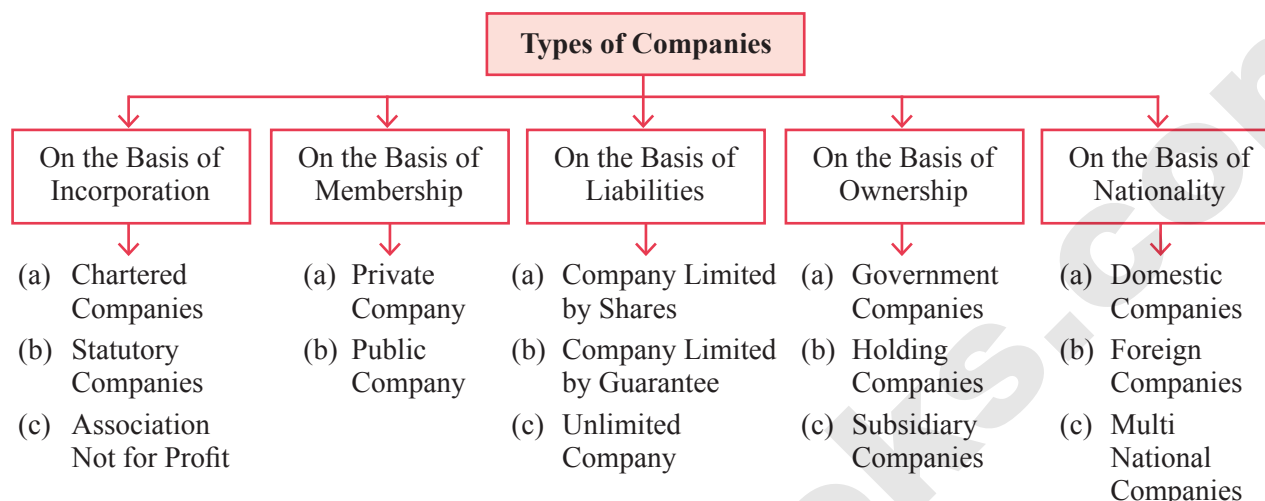 Types of Companies
On the Basis of
Incorporation
On the Basis of
Membership
On the Basis of
Liabilities
On the Basis of
Ownership
On the Basis of
Nationality
(a) Chartered
Companies
(b) Statutory
Companies
(c) Association
Not for Profit
(a) Private
Company
(b) Public
Company
(a) Company Limited
by Shares
(b) Company Limited
by Guarantee
(c) Unlimited
Company
(a) Government
Companies
(b) Holding
Companies
(c) Subsidiary
Companies
(a) Domestic
Companies
(b) Foreign
Companies
(c) Multi
National
Companies